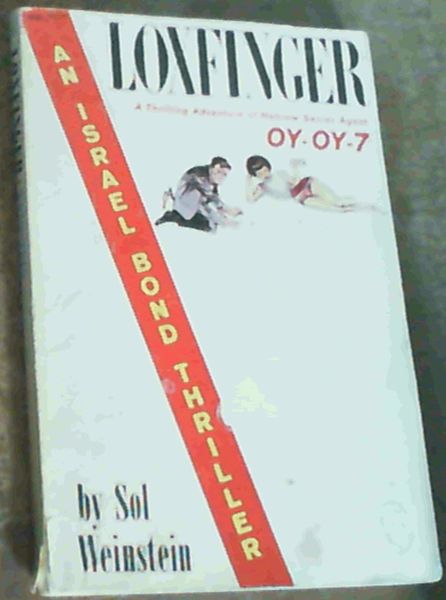 LOXFINGER
A Thrilling Adventure of Hebrew Secret Agent
OY-OY-7
AN ISRAEL BOND THRILLER
by Sol
Weinstein